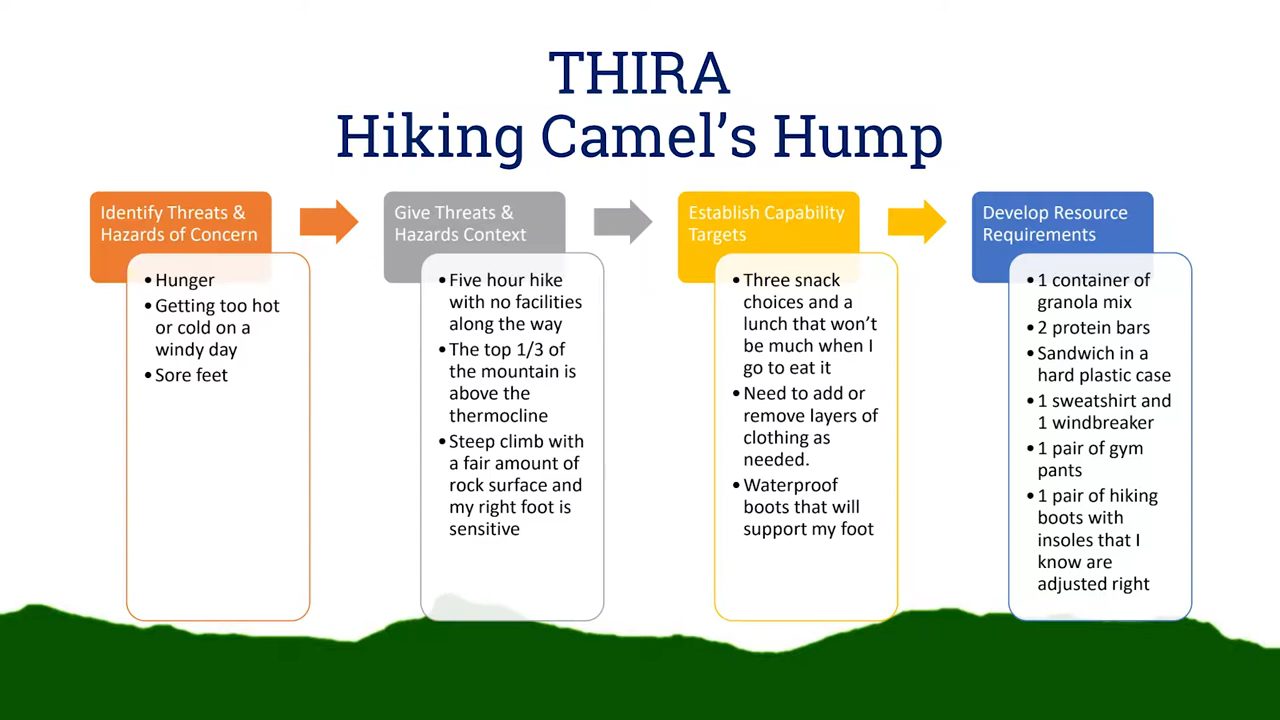 THIRA
Hiking Camel’s Hump
Identify Threats &
Hazards of Concern
•Hunger
•Getting too hot
or cold on a
windy day
•Sore feet
Give Threats &
Hazards Context
•Five hour hike
with no facilities
along the way
•The top 1/3 of
the mountain is
above the
thermocline
•Steep climb with
a fair amount of
rock surface and
my right foot is
sensitive
Establish Capability
Targets
•Three snack
choices and a
lunch that won’t
be much when I
go to eat it
•Need to add or
remove layers of
clothing as
needed.
•Waterproof
boots that will
support my foot
Develop Resource
Requirements
•1 container of
granola mix
•2 protein bars
•Sandwich in a
hard plastic case
•1 sweatshirt and
1 windbreaker
•1 pair of gym
pants
•1 pair of hiking
boots with
insoles that I
know are
adjusted right